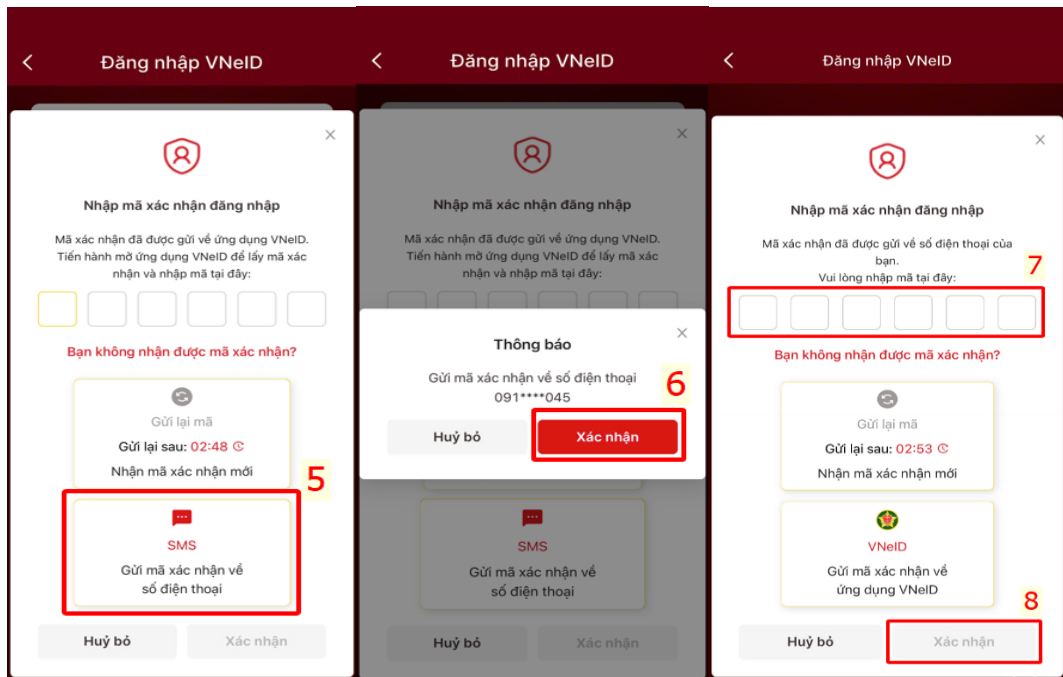 Đăng nhập VNeID
Nhập mã xác nhận đăng nhập
Mã xác nhận đã được gửi về ứng dụng VNeID.
Tiến hành mở ứng dụng VNeID để lấy mã xác
nhận và nhập mã tại đây:
Bạn không nhận được mã xác nhận?
Gửi lại mã
Gửi lại sau: 02:48
Nhận mã xác nhận mới
5
SMS
Gửi mã xác nhận về
số điện thoại
Huỷ bỏ
Xác nhận
Đăng nhập VNeID
Nhập mã xác nhận đăng nhập
Mã xác nhận đã được gửi về ứng dụng VNeID.
Tiến hành mở ứng dụng VNeID để lấy mã xác
nhận và nhập mã tại đây:
Thông báo
Gửi mã xác nhận về số điện thoại
091****045
6
Huỷ bỏ
Xác nhận
SMS
Gửi mã xác nhận về
số điện thoại
Huỷ bỏ
Xác nhận
Đăng nhập VNeID
Nhập mã xác nhận đăng nhập
Mã xác nhận đã được gửi về số điện thoại của
bạn.
Vui lòng nhập mã tại đây:
7
Bạn không nhận được mã xác nhận?
Gửi lại mã
Gửi lại sau: 02:53
Nhận mã xác nhận mới
VNeID
Gửi mã xác nhận về
ứng dụng VNeID
8
Huỷ bỏ
Xác nhận